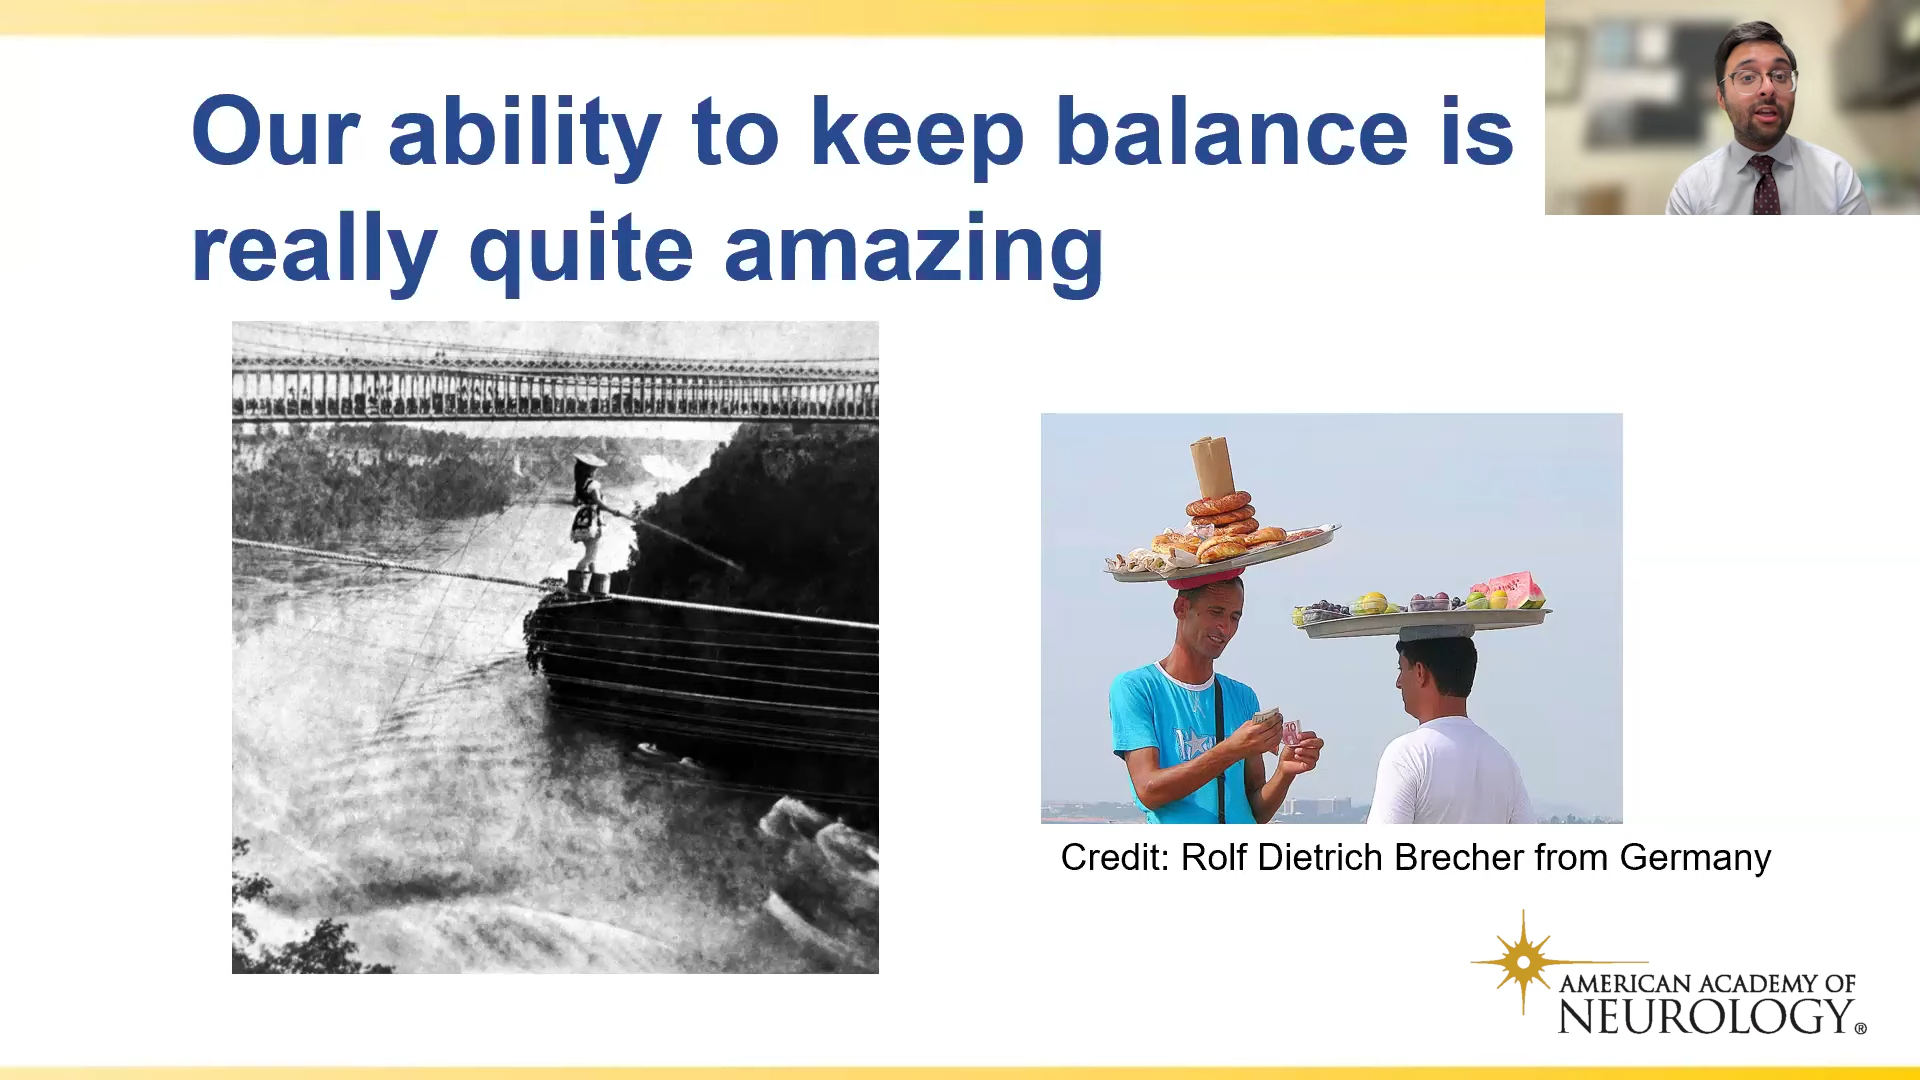 Our ability to keep balance is
really quite amazing
10
Credit: Rolf Dietrich Brecher from Germany
AMERICAN ACADEMY OF
NEUROLOGY®